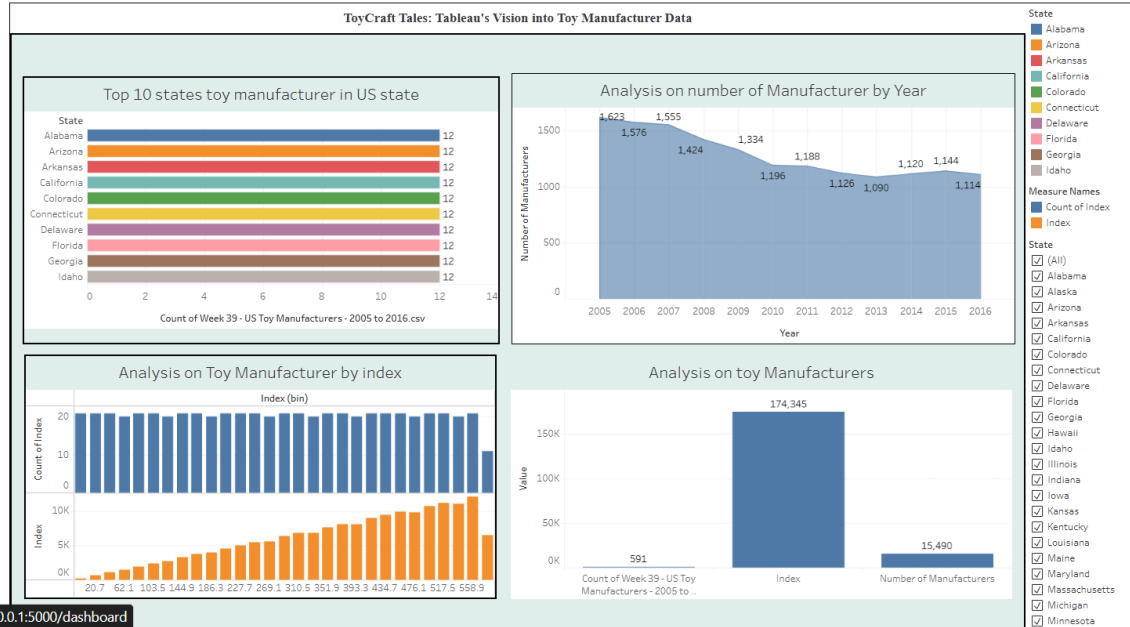 ToyCraft Tales: Tableau's Vision into Toy Manufacturer Data
Top 10 states toy manufacturer in US state
State
Alabama 12
Arizona 12
Arkansas 12
California 12
Colorado 12
Connecticut 12
Delaware 12
Florida 12
Georgia 12
Idaho 12
0 2 4 6 8 10 12 14
Count of Week 39 - US Toy Manufacturers - 2005 to 2016.csv
Analysis on number of Manufacturer by Year
Number of Manufacturers
1500
1000
500
0
1,623 1,576 1,555 1,424 1,334 1,196 1,188 1,126 1,090 1,120 1,144 1,114
2005 2006 2007 2008 2009 2010 2011 2012 2013 2014 2015 2016
Year
Analysis on Toy Manufacturer by index
Index (bin)
Count of Index
20
10
0
Index
10K
5K
0K
20.7 62.1 103.5 144.9 186.3 227.7 269.1 310.5 351.9 393.3 434.7 476.1 517.5 558.9
Analysis on toy Manufacturers
Value
150K
100K
50K
0K
591
174,345
15,490
Count of Week 39 - US Toy
Manufacturers - 2005 to ..
Index
Number of Manufacturers
State
Alabama
Arizona
Arkansas
California
Colorado
Connecticut
Delaware
Florida
Georgia
Idaho
Measure Names
Count of Index
Index
State
(All)
Alabama
Alaska
Arizona
Arkansas
California
Colorado
Connecticut
Delaware
Florida
Georgia
Hawaii
Idaho
Illinois
Indiana
Iowa
Kansas
Kentucky
Louisiana
Maine
Maryland
Massachusetts
Michigan
Minnesota
0.0.1:5000/dashboard